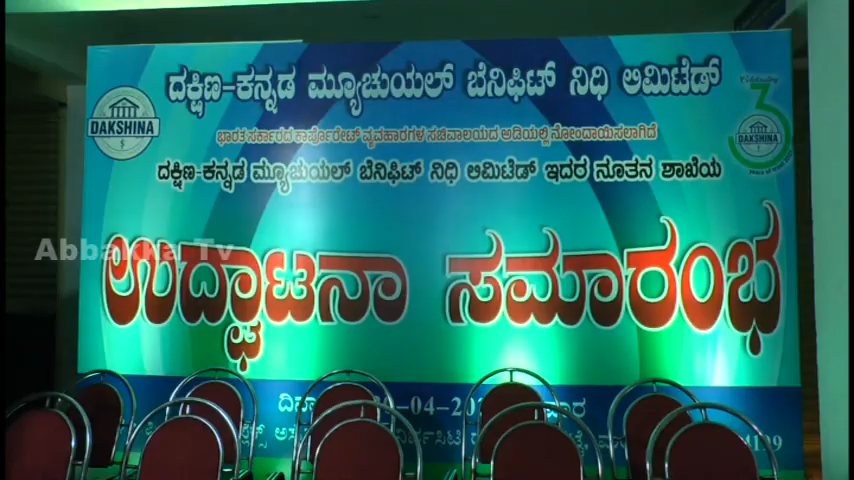 ದಕ್ಷಿಣ-ಕನ್ನಡ ಮ್ಯೂಚುಯಲ್ ಬೆನಿಫಿಟ್ ನಿಧಿ ಲಿಮಿಟೆಡ್
DAKSHINA
3
DAKSHINA
ಭಾರತ ಸರ್ಕಾರದ ಕಾರ್ಪೊರೇಟ್ ವ್ಯವಹಾರಗಳ ಸಚಿವಾಲಯದ ಅಡಿಯಲ್ಲಿ ನೋಂದಾಯಿಸಲಾಗಿದೆ
ದಕ್ಷಿಣ-ಕನ್ನಡ ಮ್ಯೂಚುಯಲ್ ಬೆನಿಫಿಟ್ ನಿಧಿ ಲಿಮಿಟೆಡ್ ಇದರ ನೂತನ ಶಾಖೆಯ
Abbakka Tv
ಉದ್ಘಾಟನಾ ಸಮಾರಂಭ